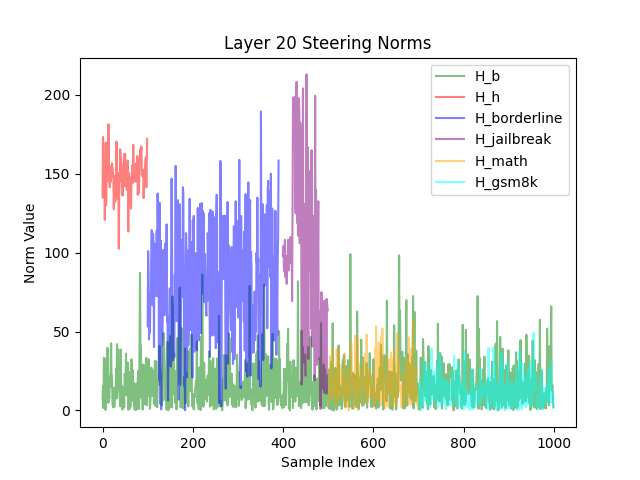 Layer 20 Steering Norms
H_b
H_h
H_borderline
H_jailbreak
H_math
H_gsm8k
Norm Value
200
150
100
50
0
0 200 400 600 800 1000
Sample Index